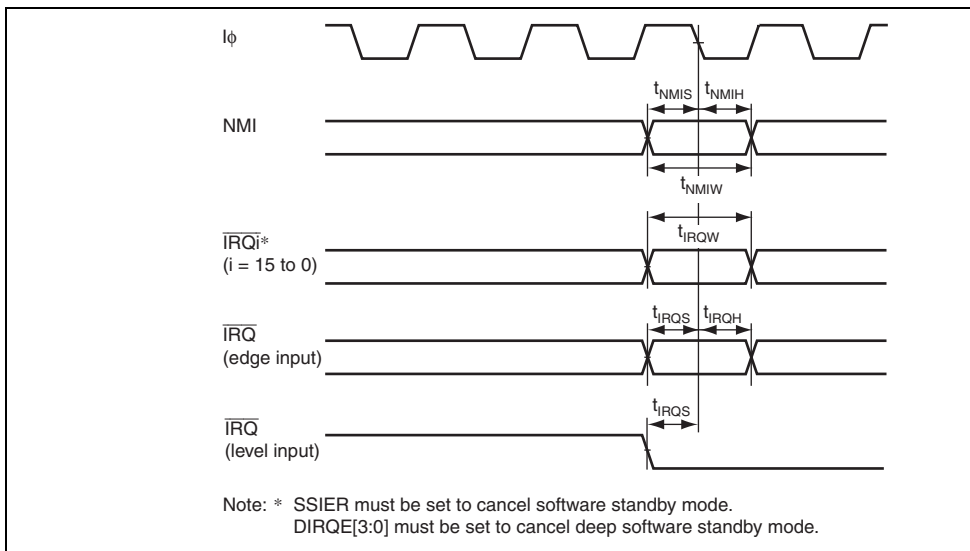 Iϕ
tNMIS tNMIH
NMI
tNMIW
IRQi*
(i = 15 to 0)
tIRQW
tIRQS tIRQH
IRQ
(edge input)
tIRQS
IRQ
(level input)
Note: * SSIER must be set to cancel software standby mode.
DIRQE[3:0] must be set to cancel deep software standby mode.